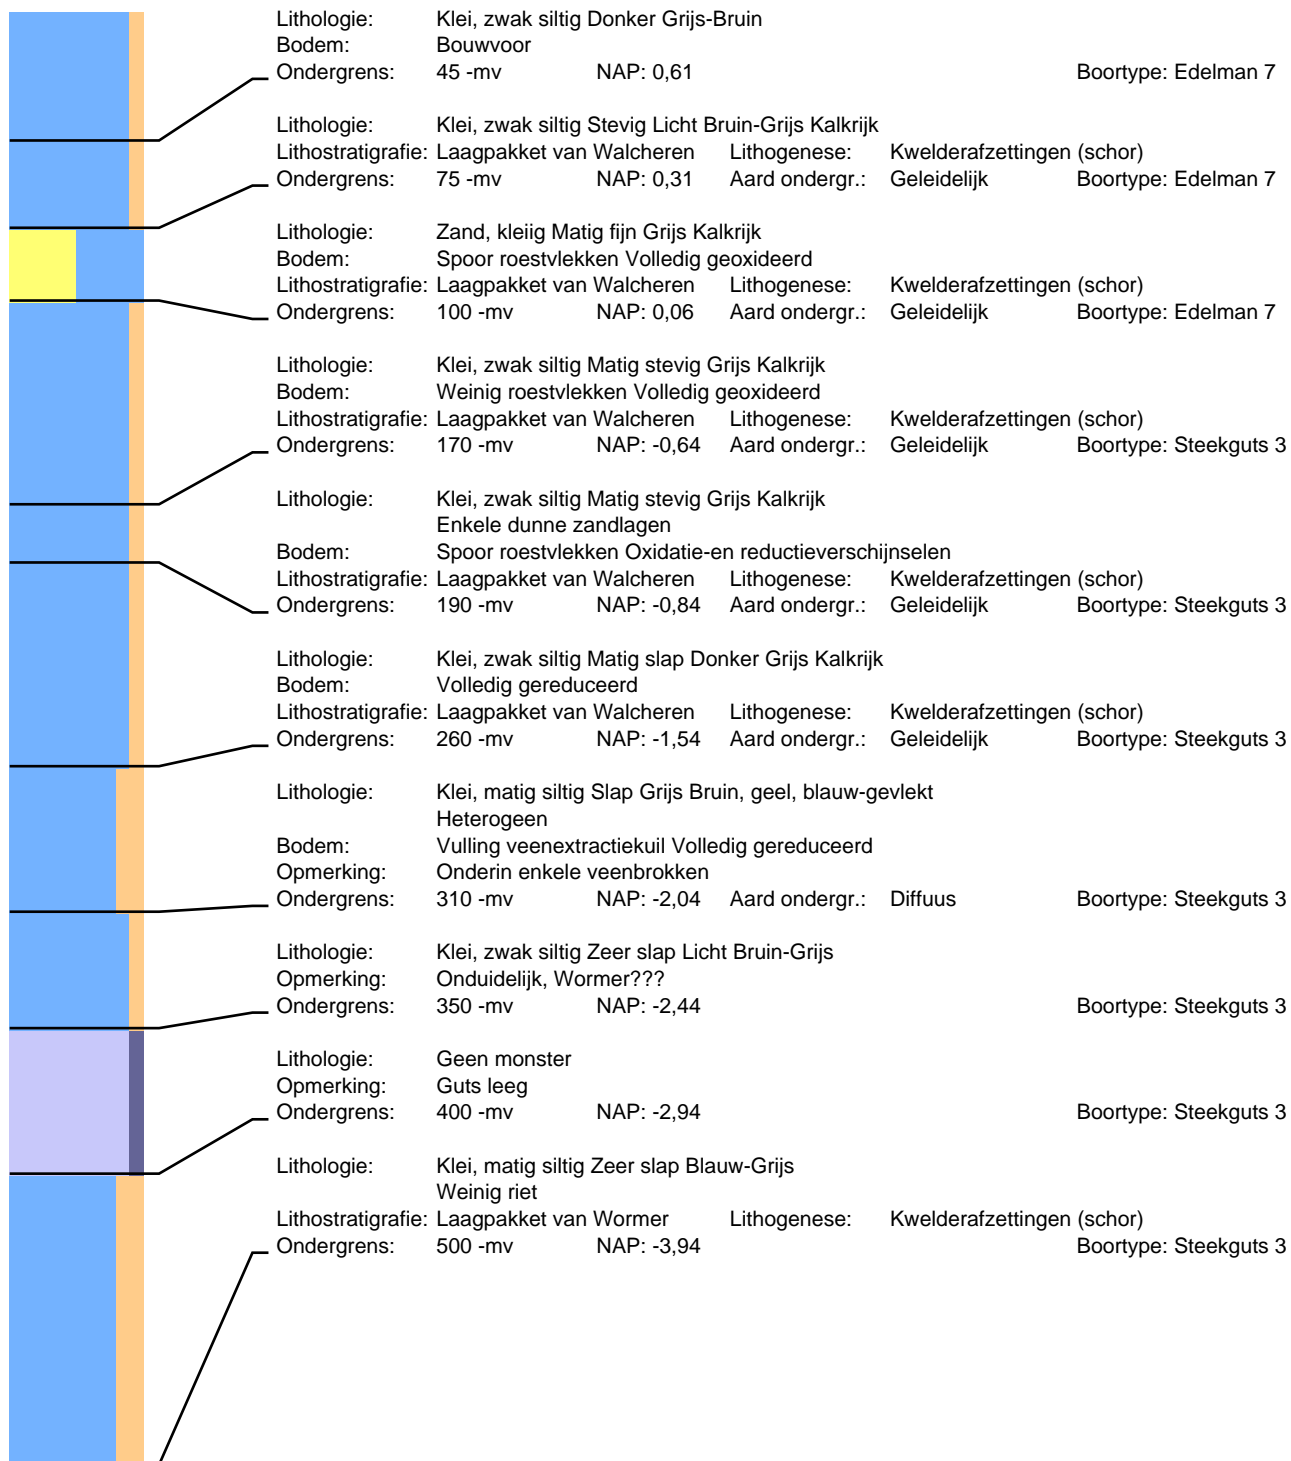 Lithologie: Klei, zwak siltig Donker Grijs-Bruin
Bodem: Bouwvoor
Ondergrens: 45 -mv NAP: 0,61 Boortype: Edelman 7
Lithologie: Klei, zwak siltig Stevig Licht Bruin-Grijs Kalkrijk
Lithostratigrafie: Laagpakket van Walcheren Lithogenese: Kwelderafzettingen (schor)
Ondergrens: 75 -mv NAP: 0,31 Aard ondergr.: Geleidelijk Boortype: Edelman 7
Lithologie: Zand, kleiig Matig fijn Grijs Kalkrijk
Bodem: Spoor roestvlekken Volledig geoxideerd
Lithostratigrafie: Laagpakket van Walcheren Lithogenese: Kwelderafzettingen (schor)
Ondergrens: 100 -mv NAP: 0,06 Aard ondergr.: Geleidelijk Boortype: Edelman 7
Lithologie: Klei, zwak siltig Matig stevig Grijs Kalkrijk
Bodem: Weinig roestvlekken Volledig geoxideerd
Lithostratigrafie: Laagpakket van Walcheren Lithogenese: Kwelderafzettingen (schor)
Ondergrens: 170 -mv NAP: -0,64 Aard ondergr.: Geleidelijk Boortype: Steekguts 3
Lithologie: Klei, zwak siltig Matig stevig Grijs Kalkrijk
Enkele dunne zandlagen
Bodem: Spoor roestvlekken Oxidatie-en reductieverschijnselen
Lithostratigrafie: Laagpakket van Walcheren Lithogenese: Kwelderafzettingen (schor)
Ondergrens: 190 -mv NAP: -0,84 Aard ondergr.: Geleidelijk Boortype: Steekguts 3
Lithologie: Klei, zwak siltig Matig slap Donker Grijs Kalkrijk
Bodem: Volledig gereduceerd
Lithostratigrafie: Laagpakket van Walcheren Lithogenese: Kwelderafzettingen (schor)
Ondergrens: 260 -mv NAP: -1,54 Aard ondergr.: Geleidelijk Boortype: Steekguts 3
Lithologie: Klei, matig siltig Slap Grijs Bruin, geel, blauw-gevlekt
Heterogeen
Bodem: Vulling veenextractiekuil Volledig gereduceerd
Opmerking: Onderin enkele veenbrokken
Ondergrens: 310 -mv NAP: -2,04 Aard ondergr.: Diffuus Boortype: Steekguts 3
Lithologie: Klei, zwak siltig Zeer slap Licht Bruin-Grijs
Opmerking: Onduidelijk, Wormer???
Ondergrens: 350 -mv NAP: -2,44 Boortype: Steekguts 3
Lithologie: Geen monster
Opmerking: Guts leeg
Ondergrens: 400 -mv NAP: -2,94 Boortype: Steekguts 3
Lithologie: Klei, matig siltig Zeer slap Blauw-Grijs
Weinig riet
Lithostratigrafie: Laagpakket van Wormer Lithogenese: Kwelderafzettingen (schor)
Ondergrens: 500 -mv NAP: -3,94 Boortype: Steekguts 3